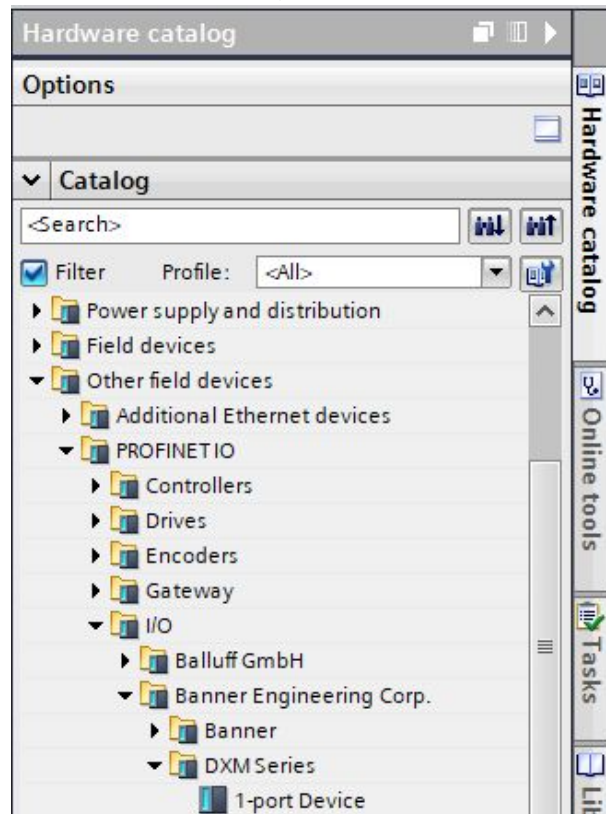 Hardware catalog
Options
Catalog
<Search>
Filter Profile: <All>
Power supply and distribution
Field devices
Other field devices
Additional Ethernet devices
PROFINET IO
Controllers
Drives
Encoders
Gateway
I/O
Balluff GmbH
Banner Engineering Corp.
Banner
DXM Series
1-port Device
Hardware catalog
Online tools
Tasks
Lib